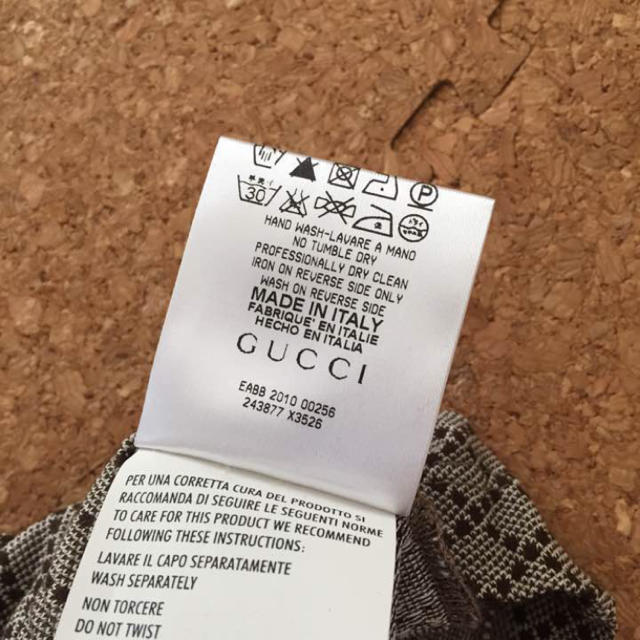 P
30
HAND WASH-LAVARE A MANO
NO TUMBLE DRY
PROFESSIONALLY DRY CLEAN
IRON ON REVERSE SIDE ONLY
WASH ON REVERSE SIDE
MADE IN ITALY
FABRIQUE' EN ITALIE
HECHO EN ITALIA
GUCCI
EABB 2010 00256
243877 X3526
PER UNA CORRETTA CURA DEL PRODOTTO SI
RACCOMANDA DI SEGUIRE LE SEGUENTI NORME
TO CARE FOR THIS PRODUCT WE RECOMMEND
FOLLOWING THESE INSTRUCTIONS:
LAVARE IL CAPO SEPARATAMENTE
WASH SEPARATELY
NON TORCERE
DO NOT TWIST